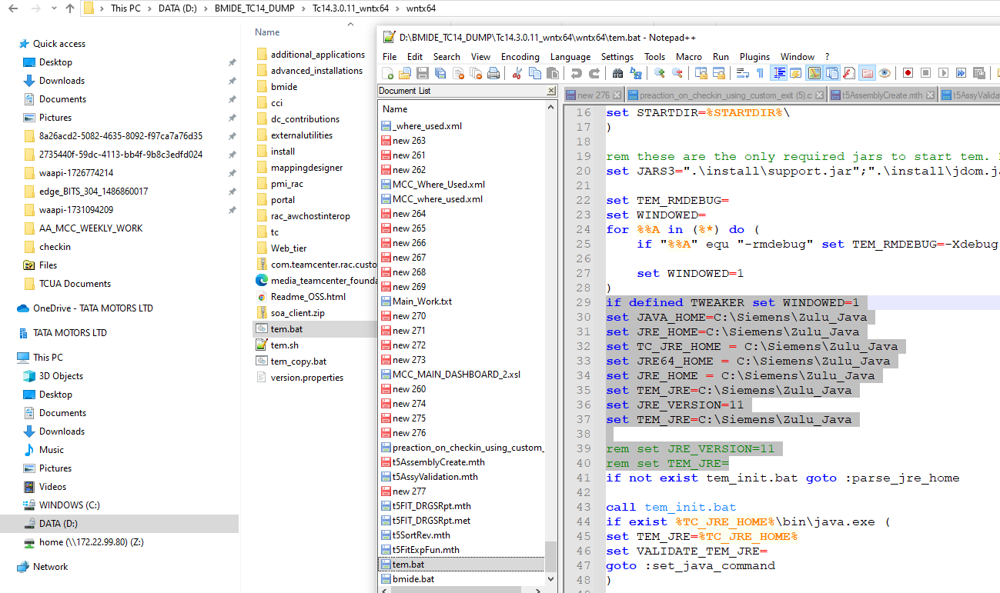 This PC > DATA (D:) > BMIDE_TC14_DUMP > Tc14.3.0.11_wntx64 > wntx64
Quick access
Desktop
Downloads
Documents
Pictures
8a26acd2-5082-4635-8092-f97ca7a76d35
2735440f-59dc-4113-bb4f-9b8c3edfd024
waapi-1726774214
edge_BITS_304_1486860017
waapi-1731094209
AA_MCC_WEEKLY_WORK
checkin
Files
TCUA Documents
OneDrive - TATA MOTORS LTD
TATA MOTORS LTD
This PC
3D Objects
Desktop
Documents
Downloads
Music
Pictures
Videos
WINDOWS (C:)
DATA (D:)
home (\\172.22.99.80) (Z:)
Network
Name
additional_applications
advanced_installations
bmide
cci
dc_contributions
externalutilities
install
mappingdesigner
pmi_rac
portal
rac_awchostinterop
tc
Web_tier
com.teamcenter.rac.custo
media_teamcenter_founda
Readme_OSS.html
soa_client.zip
tem.bat
tem.sh
tem_copy.bat
version.properties
D:\BMIDE_TC14_DUMP\Tc14.3.0.11_wntx64\wntx64\tem.bat - Notepad++
File Edit Search View Encoding Language Settings Tools Macro Run Plugins Window ?
Document List
Name
_where_used.xml
new 263
new 261
new 262
MCC_Where_Used.xml
MCC_where_used.xml
new 264
new 265
new 266
new 267
new 268
new 269
Main_Work.txt
new 270
new 271
new 272
new 273
MCC_MAIN_DASHBOARD_2.xsl
new 260
new 274
new 275
new 276
preaction_on_checkin_using_custom_
t5AssemblyCreate.mth
t5AssyValidation.mth
new 277
t5FIT_DRGSRpt.mth
t5FIT_DRGSRpt.met
t5SortRev.mth
t5FitExpFun.mth
tem.bat
bmide.bat
new 276 preaction_on_checkin_using_custom_exit (5).c t5AssemblyCreate.mth t5AssyValida
16 set STARTDIR=%STARTDIR%\
17 )
18
19 rem these are the only required jars to start tem.
20 set JARS3=".\install\support.jar";".\install\jdom.ja
21
22 set TEM_RMDEBUG=
23 set WINDOWED=
24 for %%A in (%*) do (
25 if "%%A" equ "-rmdebug" set TEM_RMDEBUG=-Xdebug
26
27 set WINDOWED=1
28 )
29 if defined TWEAKER set WINDOWED=1
30 set JAVA_HOME=C:\Siemens\Zulu_Java
31 set JRE_HOME=C:\Siemens\Zulu_Java
32 set TC_JRE_HOME = C:\Siemens\Zulu_Java
33 set JRE64_HOME = C:\Siemens\Zulu_Java
34 set JRE_HOME = C:\Siemens\Zulu_Java
35 set TEM_JRE=C:\Siemens\Zulu_Java
36 set JRE_VERSION=11
37 set TEM_JRE=C:\Siemens\Zulu_Java
38
39 rem set JRE_VERSION=11
40 rem set TEM_JRE=
41 if not exist tem_init.bat goto :parse_jre_home
42
43 call tem_init.bat
44 if exist %TC_JRE_HOME%\bin\java.exe (
45 set TEM_JRE=%TC_JRE_HOME%
46 set VALIDATE_TEM_JRE=
47 goto :set_java_command
48 )